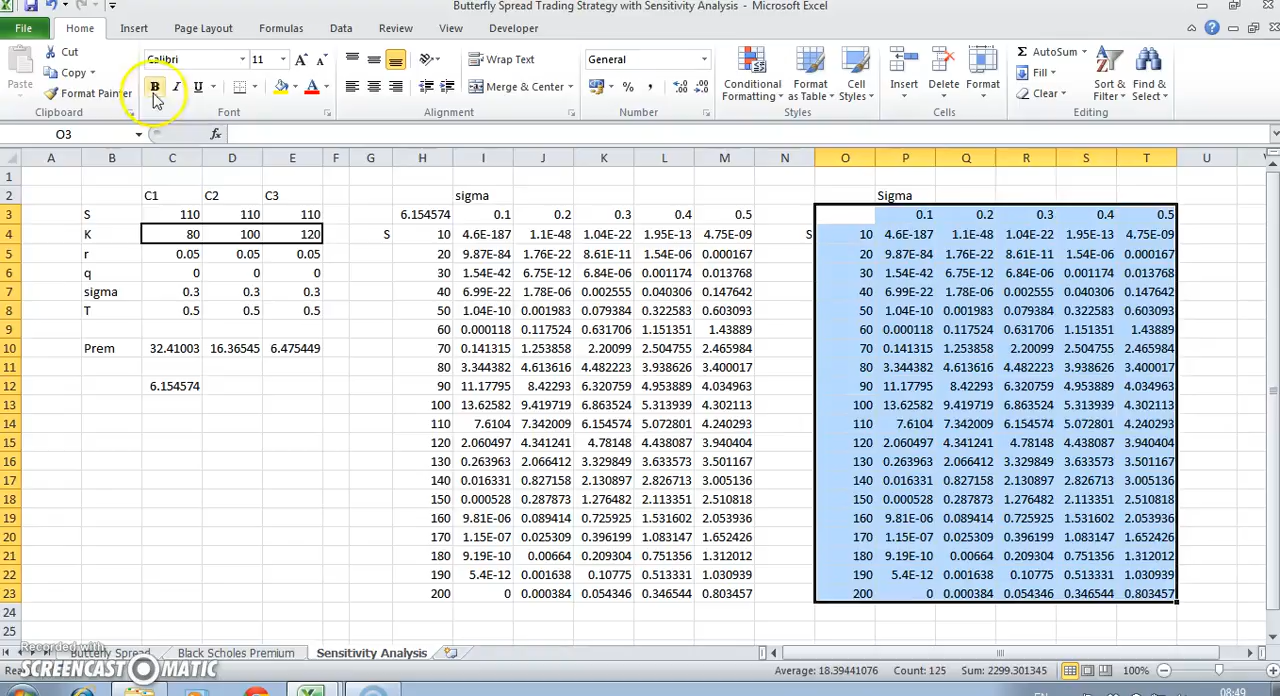 Butterfly Spread Trading Strategy with Sensitivity Analysis - Microsoft Excel
File Home Insert Page Layout Formulas Data Review View Developer
Paste Cut Calibri 11 Wrap Text General Conditional Formatting Format as Table Cell Styles Insert Delete Format AutoSum Sort & Filter Find & Select
Copy Fill
Format Painter B I U Merge & Center % , Clear
Clipboard Font Alignment Number Styles Cells Editing
O3 fx
A B C D E F G H I J K L M N O P Q R S T U
1
2 C1 C2 C3 sigma Sigma
3 S 110 110 110 6.154574 0.1 0.2 0.3 0.4 0.5 0.1 0.2 0.3 0.4 0.5
4 K 80 100 120 S 10 4.6E-187 1.1E-48 1.04E-22 1.95E-13 4.75E-09 S 10 4.6E-187 1.1E-48 1.04E-22 1.95E-13 4.75E-09
5 r 0.05 0.05 0.05 20 9.87E-84 1.76E-22 8.61E-11 1.54E-06 0.000167 20 9.87E-84 1.76E-22 8.61E-11 1.54E-06 0.000167
6 q 0 0 0 30 1.54E-42 6.75E-12 6.84E-06 0.001174 0.013768 30 1.54E-42 6.75E-12 6.84E-06 0.001174 0.013768
7 sigma 0.3 0.3 0.3 40 6.99E-22 1.78E-06 0.002555 0.040306 0.147642 40 6.99E-22 1.78E-06 0.002555 0.040306 0.147642
8 T 0.5 0.5 0.5 50 1.04E-10 0.001983 0.079384 0.322583 0.603093 50 1.04E-10 0.001983 0.079384 0.322583 0.603093
9 60 0.000118 0.117524 0.631706 1.151351 1.43889 60 0.000118 0.117524 0.631706 1.151351 1.43889
10 Prem 32.41003 16.36545 6.475449 70 0.141315 1.253858 2.20099 2.504755 2.465984 70 0.141315 1.253858 2.20099 2.504755 2.465984
11 80 3.344382 4.613616 4.482223 3.938626 3.400017 80 3.344382 4.613616 4.482223 3.938626 3.400017
12 6.154574 90 11.17795 8.42293 6.320759 4.953889 4.034963 90 11.17795 8.42293 6.320759 4.953889 4.034963
13 100 13.62582 9.419719 6.863524 5.313939 4.302113 100 13.62582 9.419719 6.863524 5.313939 4.302113
14 110 7.6104 7.342009 6.154574 5.072801 4.240293 110 7.6104 7.342009 6.154574 5.072801 4.240293
15 120 2.060497 4.341241 4.78148 4.438087 3.940404 120 2.060497 4.341241 4.78148 4.438087 3.940404
16 130 0.263963 2.066412 3.329849 3.633573 3.501167 130 0.263963 2.066412 3.329849 3.633573 3.501167
17 140 0.016331 0.827158 2.130897 2.826713 3.005136 140 0.016331 0.827158 2.130897 2.826713 3.005136
18 150 0.000528 0.287873 1.276482 2.113351 2.510818 150 0.000528 0.287873 1.276482 2.113351 2.510818
19 160 9.81E-06 0.089414 0.725925 1.531602 2.053936 160 9.81E-06 0.089414 0.725925 1.531602 2.053936
20 170 1.15E-07 0.025309 0.396199 1.083147 1.652426 170 1.15E-07 0.025309 0.396199 1.083147 1.652426
21 180 9.19E-10 0.00664 0.209304 0.751356 1.312012 180 9.19E-10 0.00664 0.209304 0.751356 1.312012
22 190 5.4E-12 0.001638 0.10775 0.513331 1.030939 190 5.4E-12 0.001638 0.10775 0.513331 1.030939
23 200 0 0.000384 0.054346 0.346544 0.803457 200 0 0.000384 0.054346 0.346544 0.803457
24
25
Recorded with
Butterfly Spread Black Scholes Premium Sensitivity Analysis
SCREENCAST MATIC Average: 18.39441076 Count: 125 Sum: 2299.301345 100%
EN 08:49